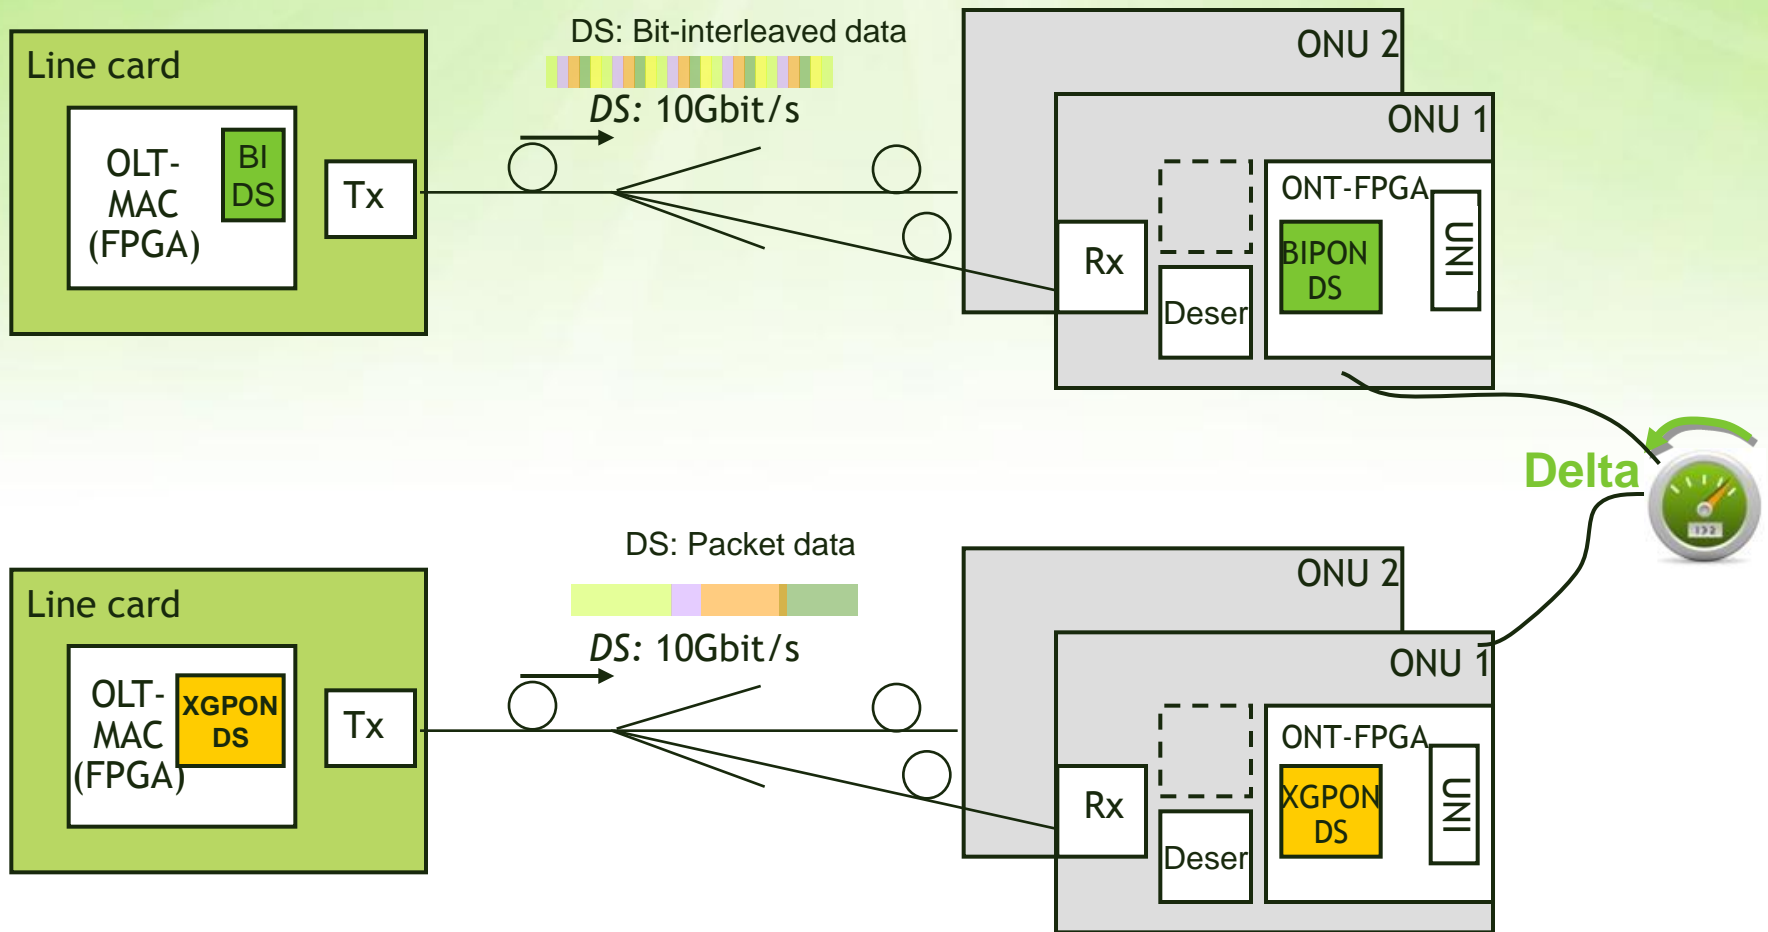 DS: Bit-interleaved data
DS: 10Gbit/s
Line card
OLT-
MAC
(FPGA)
BI
DS
Tx
ONU 2
ONU 1
Rx
Deser
ONT-FPGA
BIPON
DS
UNI
Delta
132
DS: Packet data
DS: 10Gbit/s
Line card
OLT-
MAC
(FPGA)
XGPON
DS
Tx
ONU 2
ONU 1
Rx
Deser
ONT-FPGA
XGPON
DS
UNI